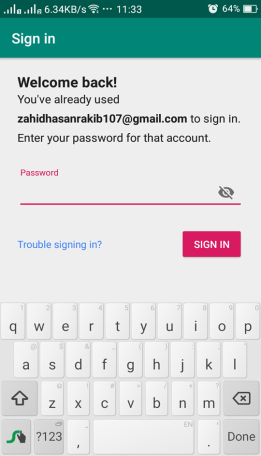 6.34KB/s ··· 11:33 64%
Sign in
Welcome back!
You've already used
zahidhasanrakib107@gmail.com to sign in.
Enter your password for that account.
Password
Trouble signing in?
SIGN IN
1 2 3 4 5 6 7 8 9 0
q w e r t y u i o p
a s d f g h j k l
z x c v b n m
?123 , EN . Done